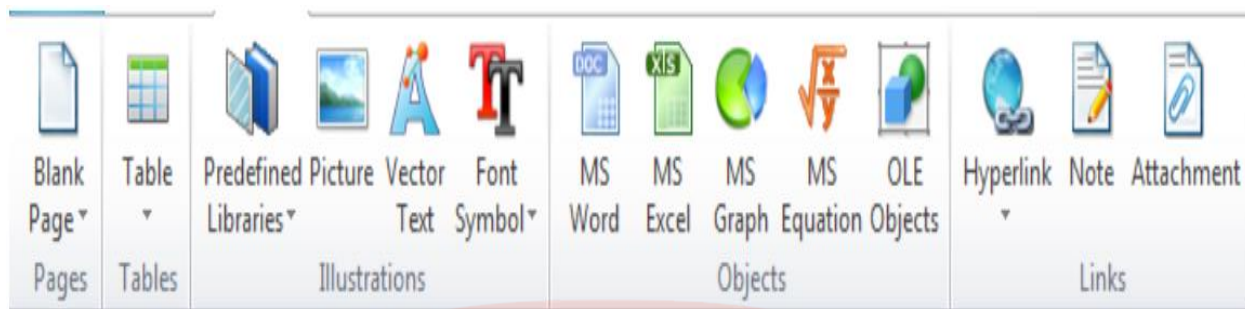 DOC XlS x
y
Blank Table Predefined Picture Vector Font MS MS MS MS OLE Hyperlink Note Attachment
Page Libraries Text Symbol Word Excel Graph Equation Objects
Pages Tables Illustrations Objects Links